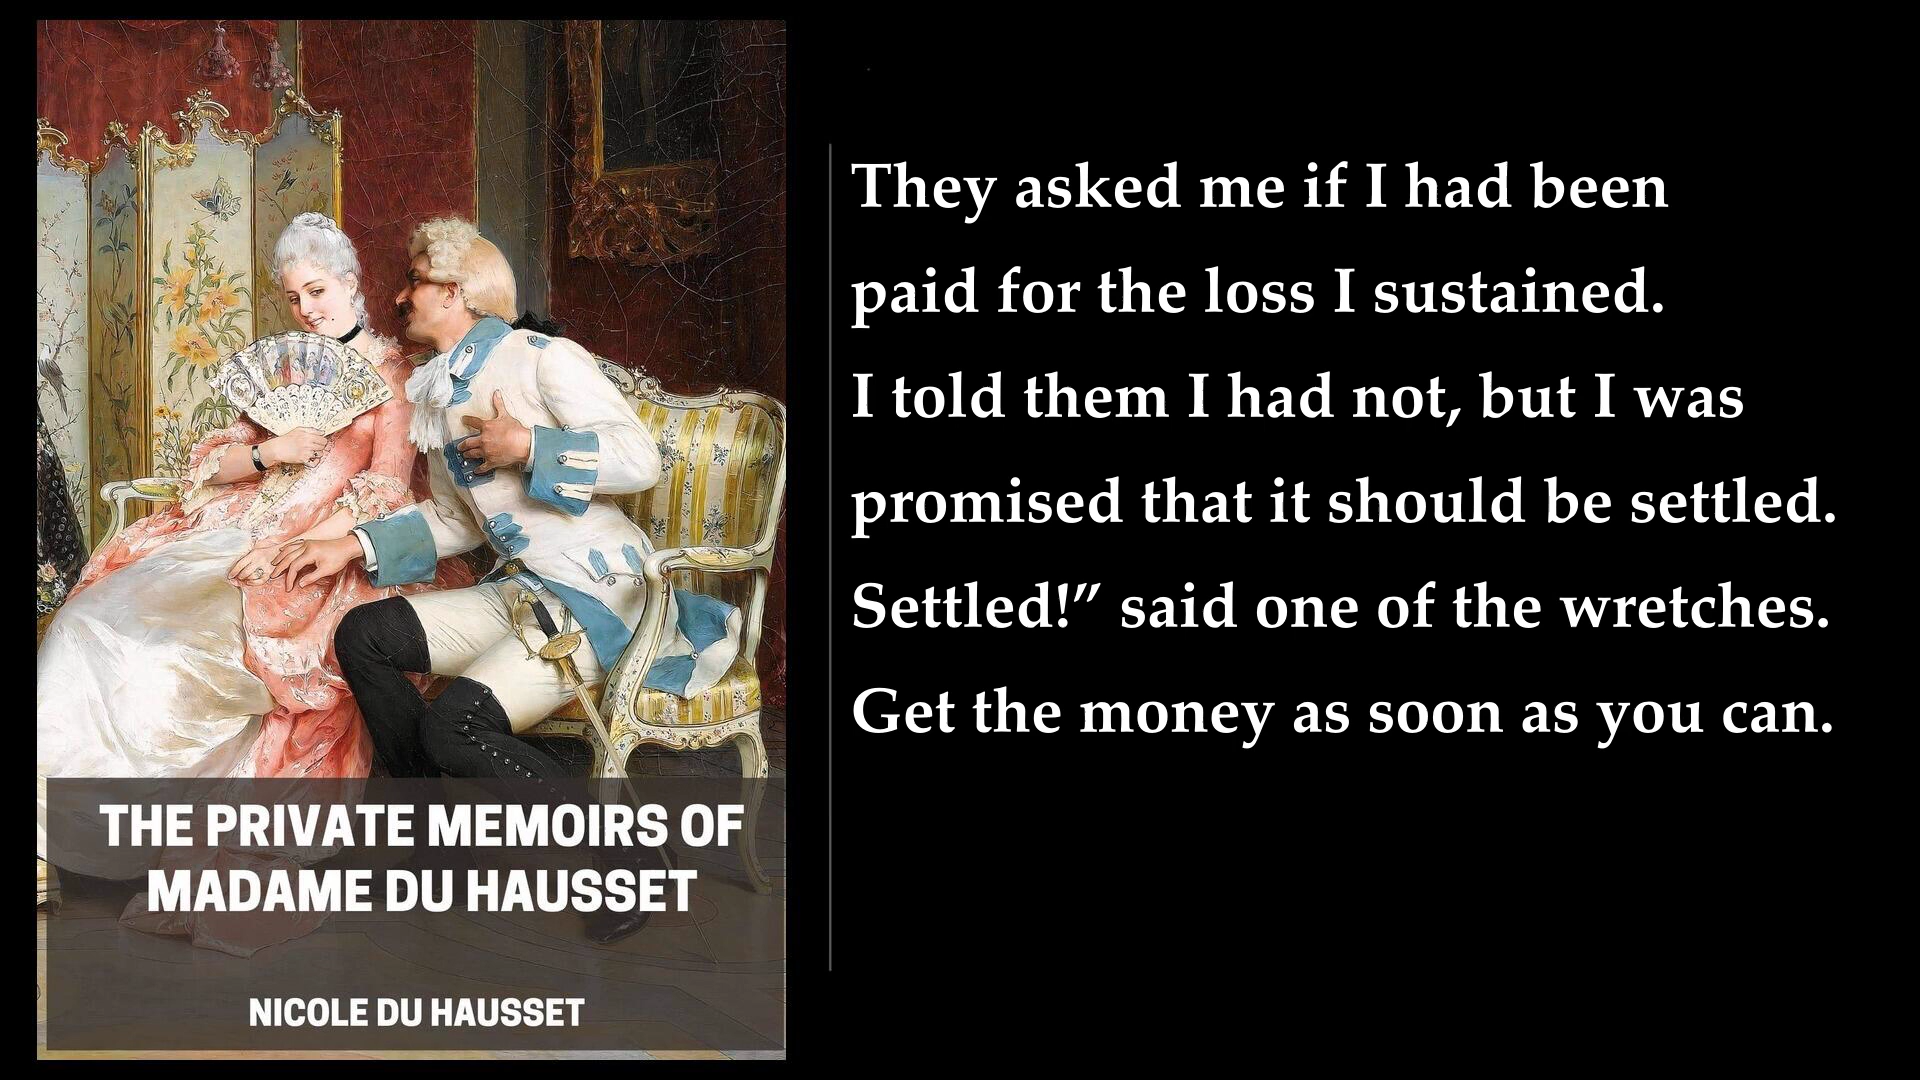 They asked me if I had been
paid for the loss I sustained.
I told them I had not, but I was
promised that it should be settled.
Settled!” said one of the wretches.
Get the money as soon as you can.
THE PRIVATE MEMOIRS OF
MADAME DU HAUSSET
NICOLE DU HAUSSET